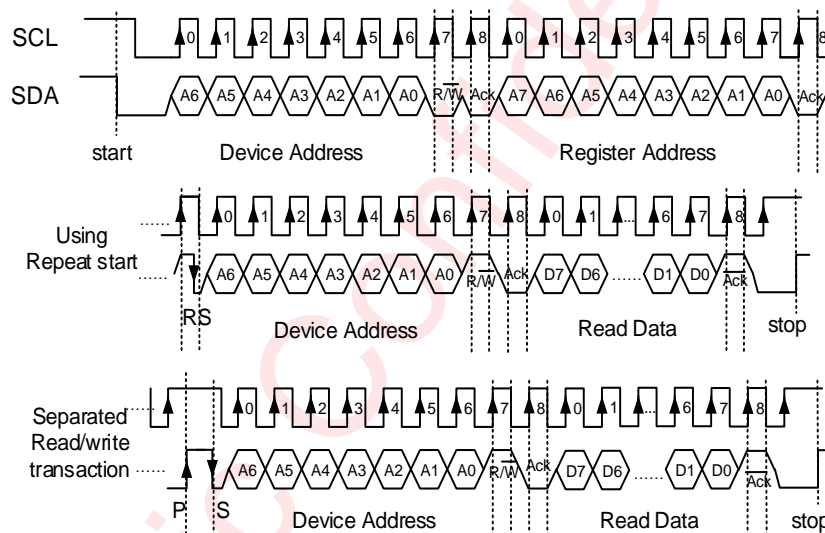 SCL 0 1 2 3 4 5 6 7 8 0 1 2 3 4 5 6 7 8
SDA A6 A5 A4 A3 A2 A1 A0 R/W Ack A7 A6 A5 A4 A3 A2 A1 A0 Ack
start Device Address Register Address
0 1 2 3 4 5 6 7 8 0 1 ... 6 7 8
Using
Repeat start
A6 A5 A4 A3 A2 A1 A0 R/W Ack D7 D6 ...... D1 D0 Ack
RS Device Address Read Data stop
0 1 2 3 4 5 6 7 8 0 1 ... 6 7 8
Separated
Read/write
transaction
A6 A5 A4 A3 A2 A1 A0 R/W Ack D7 D6 ...... D1 D0 Ack
P S Device Address Read Data stop